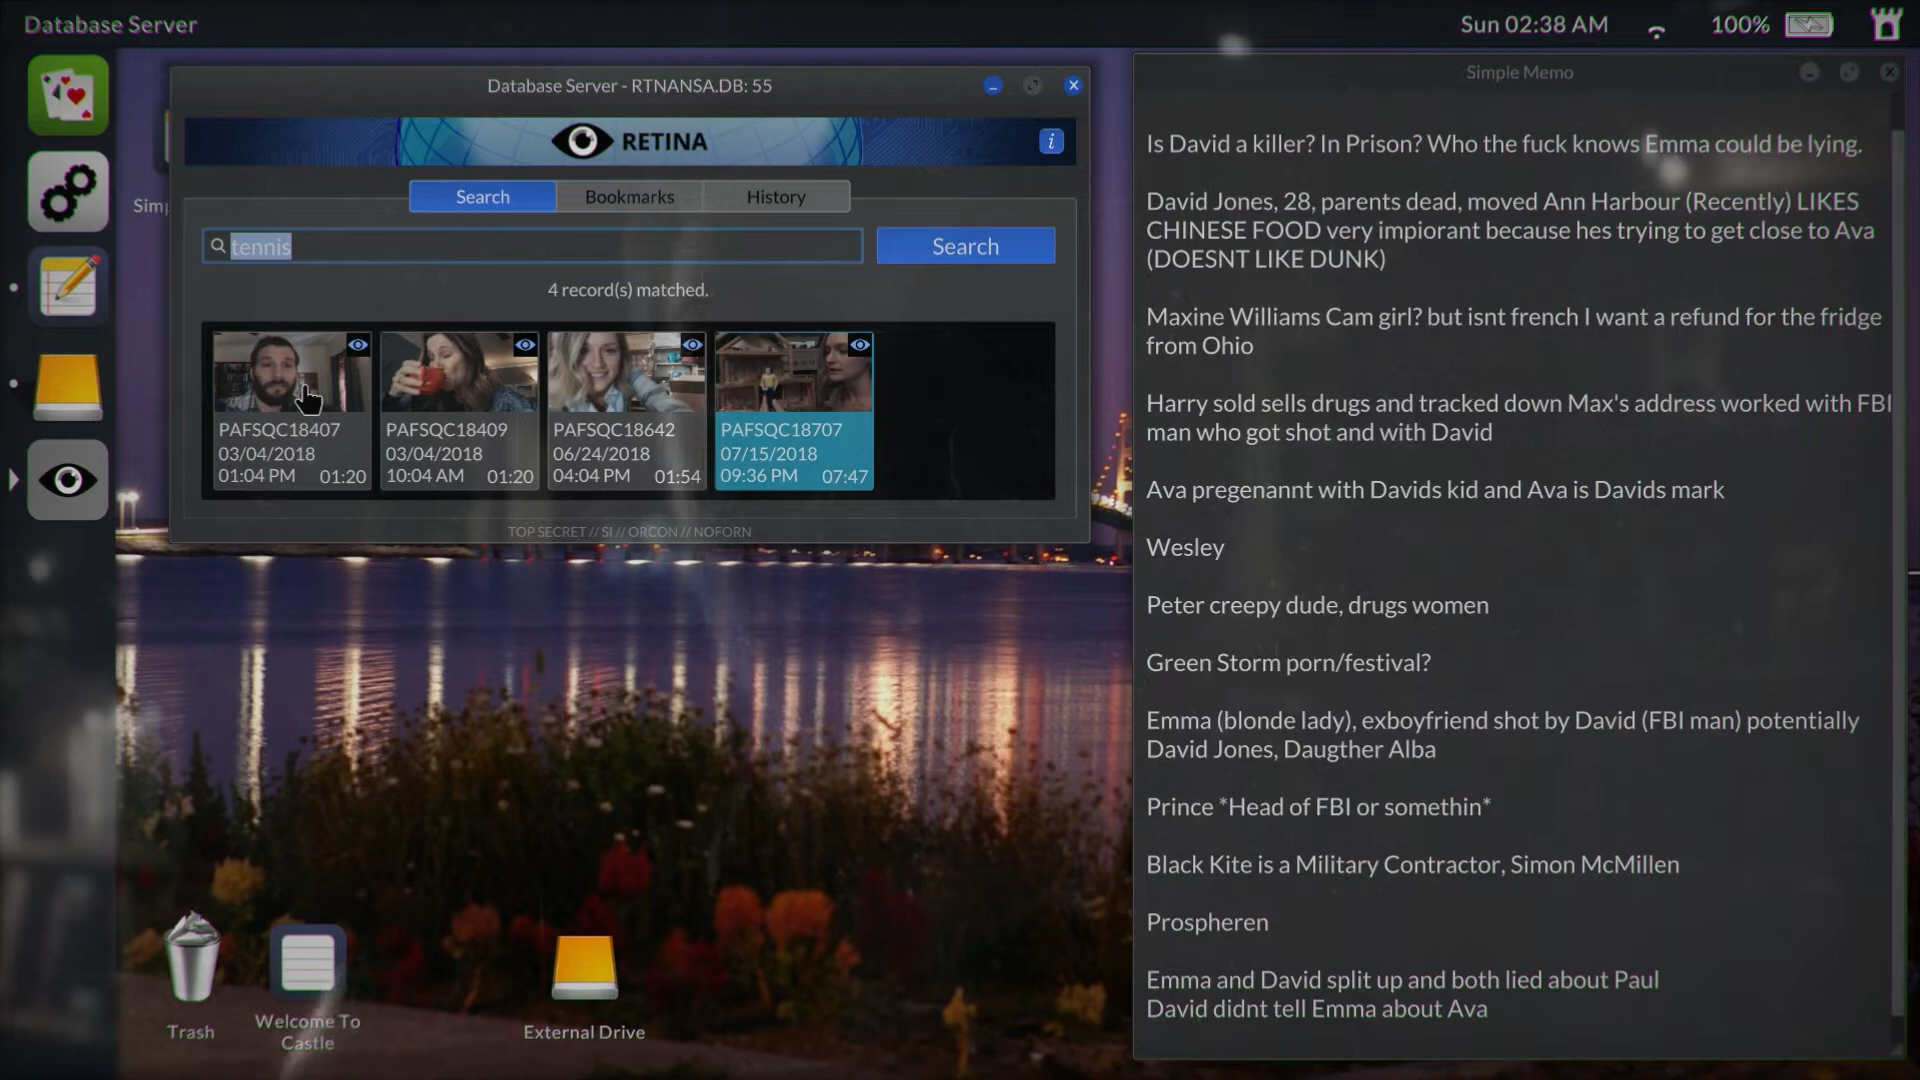 Database Server
Sun 02:38 AM
100%
Database Server - RTNANSA.DB: 55
RETINA
i
Search
Bookmarks
History
tennis
Search
4 record(s) matched.
PAFSQC18407
03/04/2018
01:04 PM 01:20
PAFSQC18409
03/04/2018
10:04 AM 01:20
PAFSQC18642
06/24/2018
04:04 PM 01:54
PAFSQC18707
07/15/2018
09:36 PM 07:47
TOP SECRET // SI // ORCON // NOFORN
Simp
Trash
Welcome To
Castle
External Drive
Simple Memo
Is David a killer? In Prison? Who the fuck knows Emma could be lying.
David Jones, 28, parents dead, moved Ann Harbour (Recently) LIKES
CHINESE FOOD very impiorant because hes trying to get close to Ava
(DOESNT LIKE DUNK)
Maxine Williams Cam girl? but isnt french I want a refund for the fridge
from Ohio
Harry sold sells drugs and tracked down Max's address worked with FBI
man who got shot and with David
Ava pregenannt with Davids kid and Ava is Davids mark
Wesley
Peter creepy dude, drugs women
Green Storm porn/festival?
Emma (blonde lady), exboyfriend shot by David (FBI man) potentially
David Jones, Daugther Alba
Prince *Head of FBI or somethin*
Black Kite is a Military Contractor, Simon McMillen
Prospheren
Emma and David split up and both lied about Paul
David didnt tell Emma about Ava